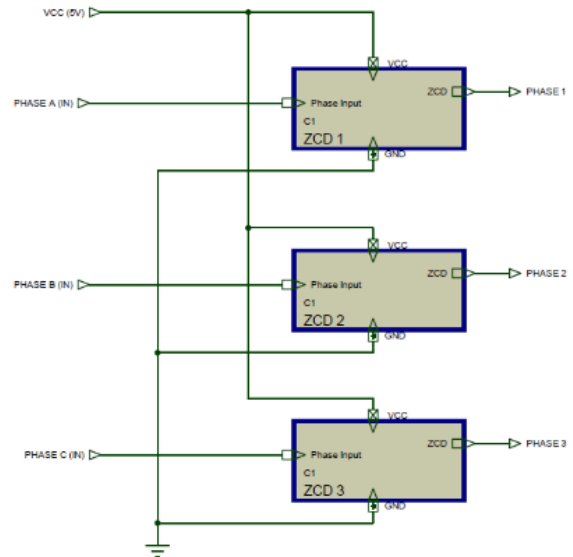 VCC (5V)
VCC
PHASE A (IN)
Phase Input
ZCD
PHASE 1
C1
ZCD 1
GND
VCC
PHASE B (IN)
Phase Input
ZCD
PHASE 2
C1
ZCD 2
GND
VCC
PHASE C (IN)
Phase Input
ZCD
PHASE 3
C1
ZCD 3
GND